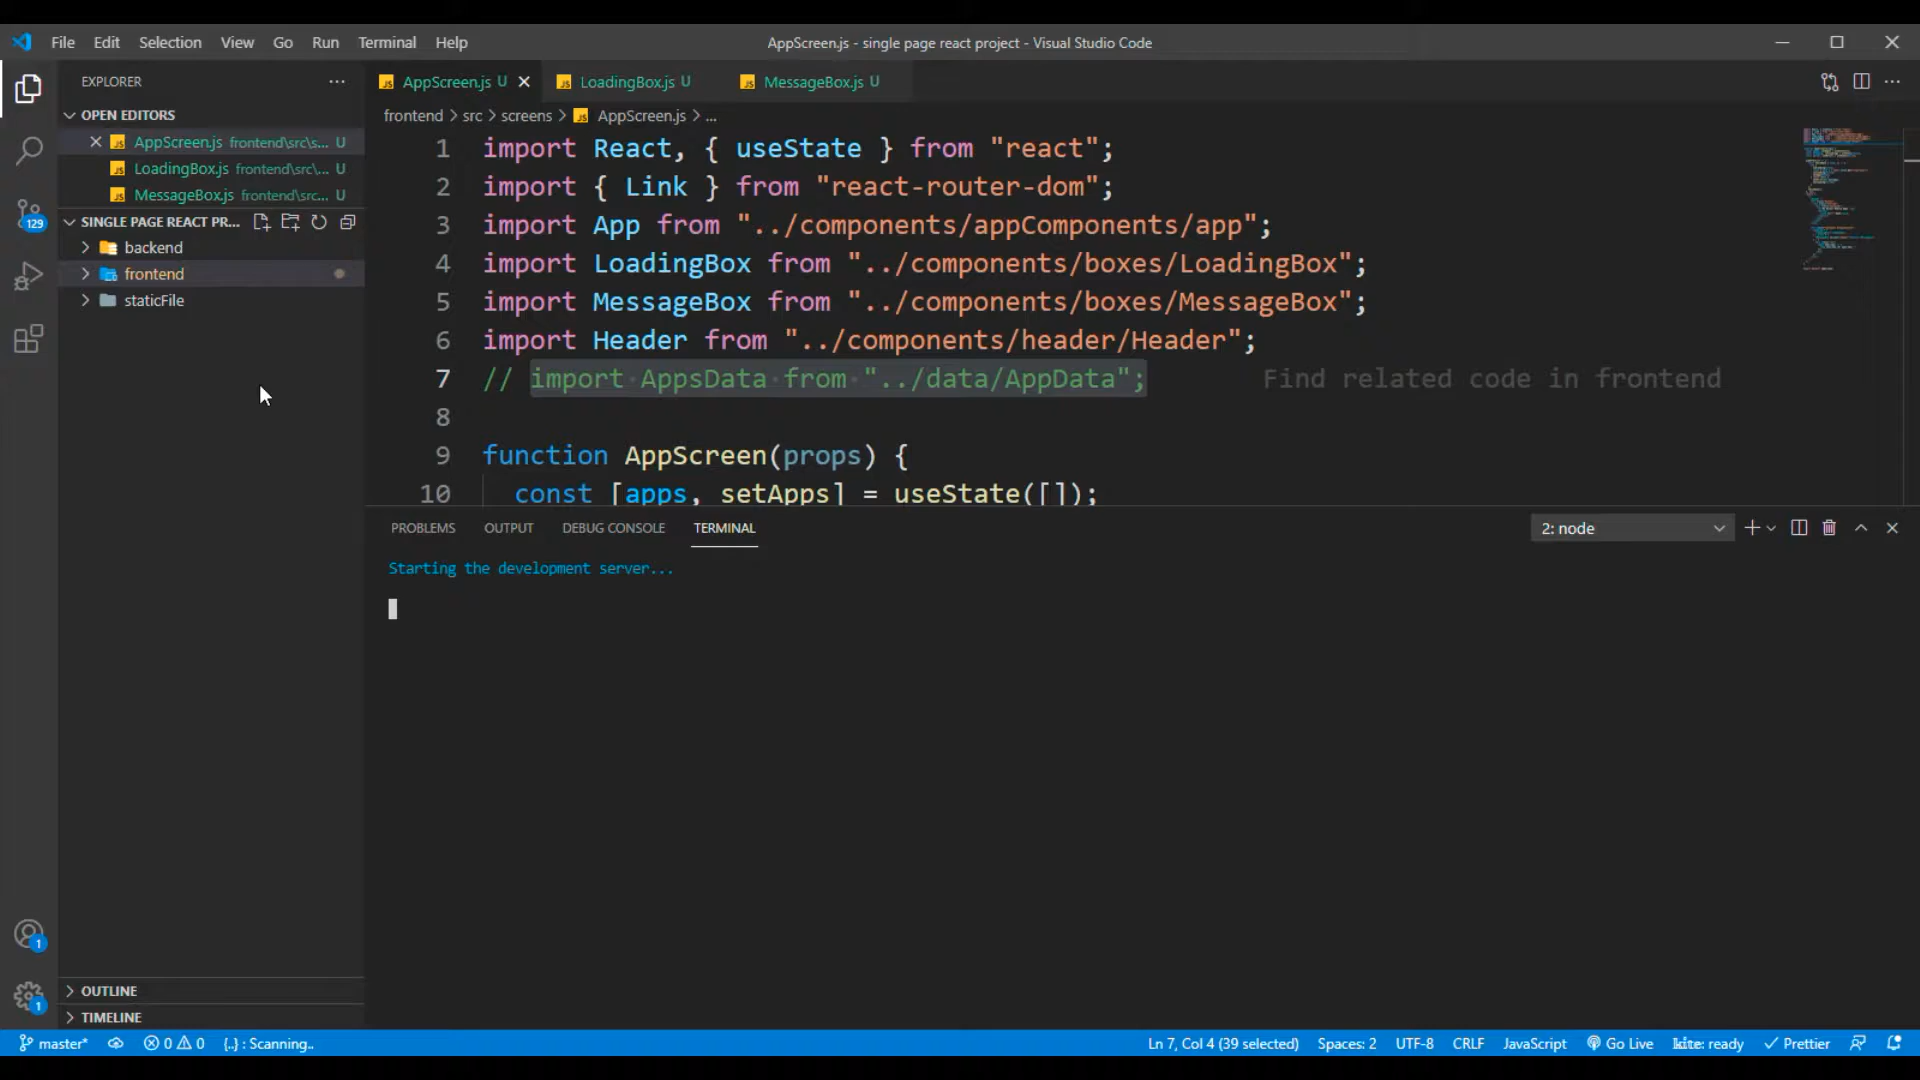 File Edit Selection View Go Run Terminal Help
AppScreen.js - single page react project - Visual Studio Code
EXPLORER
OPEN EDITORS
AppScreen.js frontend\src\s... U
LoadingBox.js frontend\src\... U
MessageBox.js frontend\src... U
SINGLE PAGE REACT PR...
backend
frontend
staticFile
129
1
1
OUTLINE
TIMELINE
AppScreen.js U
LoadingBox.js U
MessageBox.js U
frontend > src > screens > AppScreen.js > ...
1 import React, { useState } from "react";
2 import { Link } from "react-router-dom";
3 import App from "../components/appComponents/app";
4 import LoadingBox from "../components/boxes/LoadingBox";
5 import MessageBox from "../components/boxes/MessageBox";
6 import Header from "../components/header/Header";
7 // import AppsData from "../data/AppData"; Find related code in frontend
8
9 function AppScreen(props) {
10 const [apps, setApps] = useState([]);
PROBLEMS OUTPUT DEBUG CONSOLE TERMINAL
2: node
Starting the development server...
master* 0 0 {..} : Scanning..
Ln 7, Col 4 (39 selected) Spaces: 2 UTF-8 CRLF JavaScript Go Live kite: ready Prettier